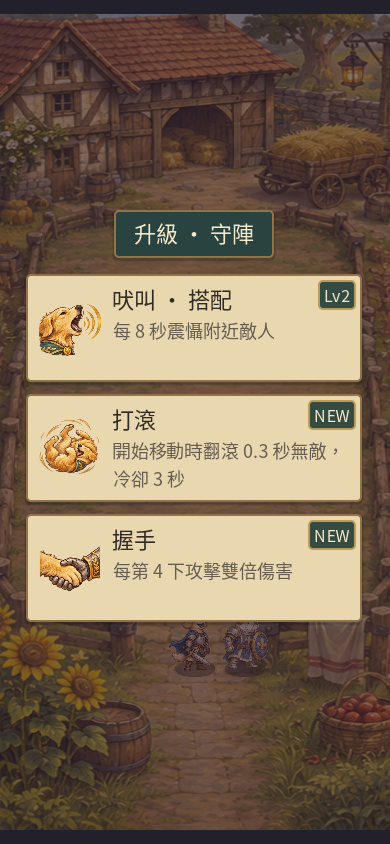 升級 · 守陣
吠叫 · 搭配
Lv2
每 8 秒震懾附近敵人
打滾
NEW
開始移動時翻滾 0.3 秒無敵，
冷卻 3 秒
握手
NEW
每第 4 下攻擊雙倍傷害